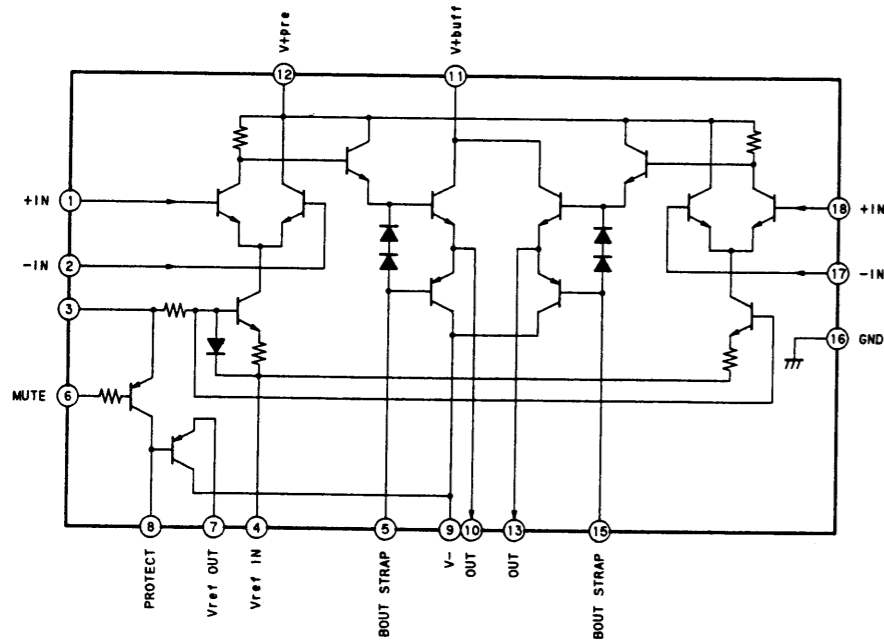 V+pre
V+buff
12
11
+IN 1
18 +IN
-IN 2
17 -IN
3
16 GND
MUTE 6
8
7
4
5
9
10
13
15
PROTECT
Vref OUT
Vref IN
BOUT STRAP
V-
OUT
OUT
BOUT STRAP